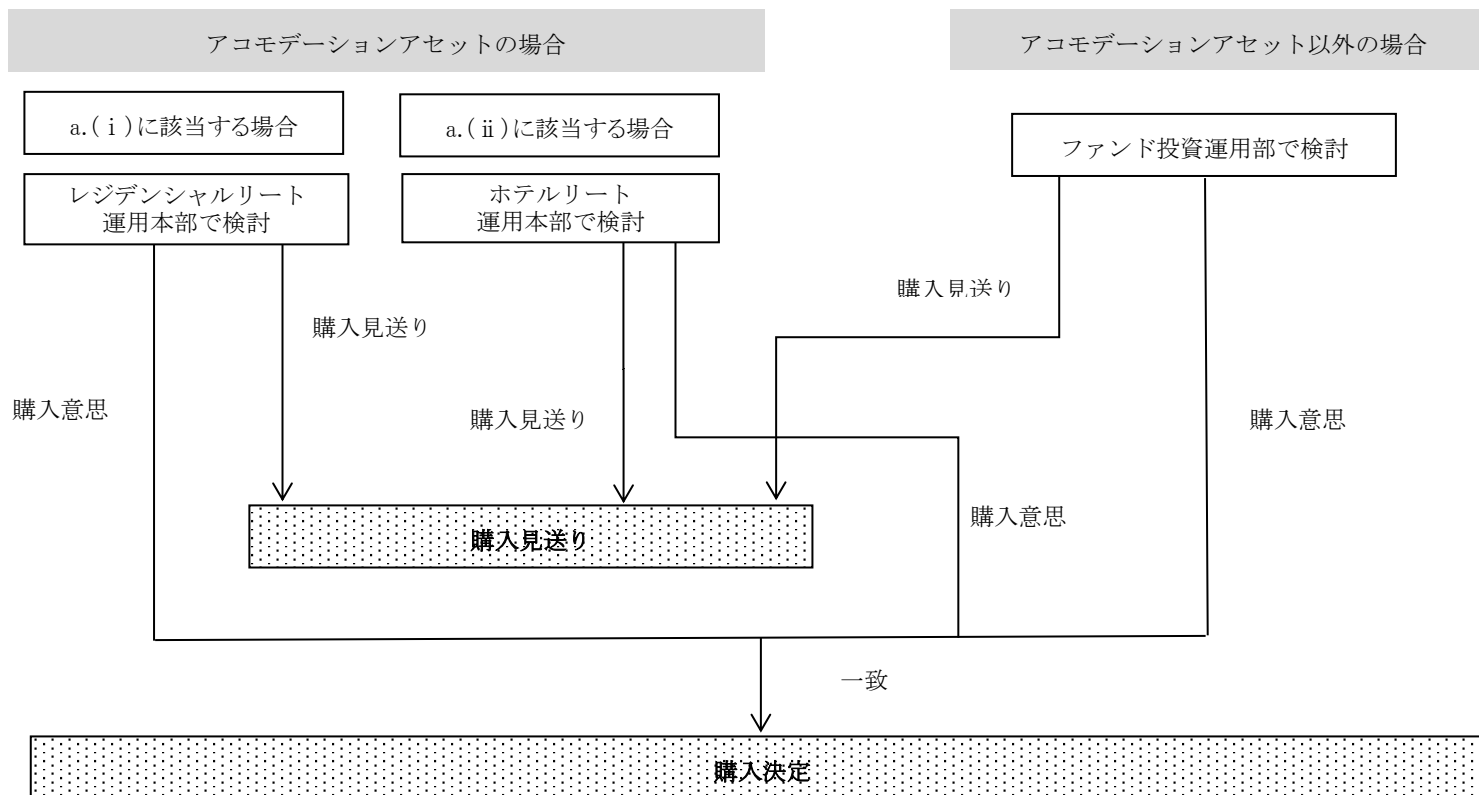 アコモデーションアセットの場合
アコモデーションアセット以外の場合
a.(ⅰ)に該当する場合
a.(ⅱ)に該当する場合
ファンド投資運用部で検討
レジデンシャルリート
運用本部で検討
ホテルリート
運用本部で検討
購入見送り
購入見送り
購入意思
購入見送り
購入意思
購入意思
購入見送り
一致
購入決定